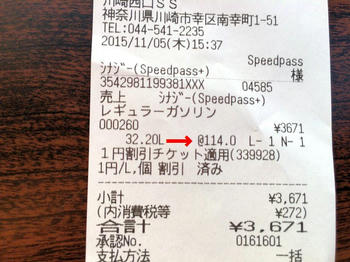 川崎西口SS
神奈川県川崎市幸区南幸町1-51
TEL:044-541-2235
2015/11/05(木)15:37
Speedpass
シナジー(Speedpass+) 様
3542981199381XXX 04585
売上 シナジー(Speedpass+)
レギュラーガソリン
000260 ¥3671
32.20L @114.0 L- 1 N- 1
1円割引チケット適用(339928)
1円/L,個 割引 済み
小計 ¥3,671
(内消費税等 ¥272)
合計 ¥3,671
承認No. 0161601
支払方法 一括